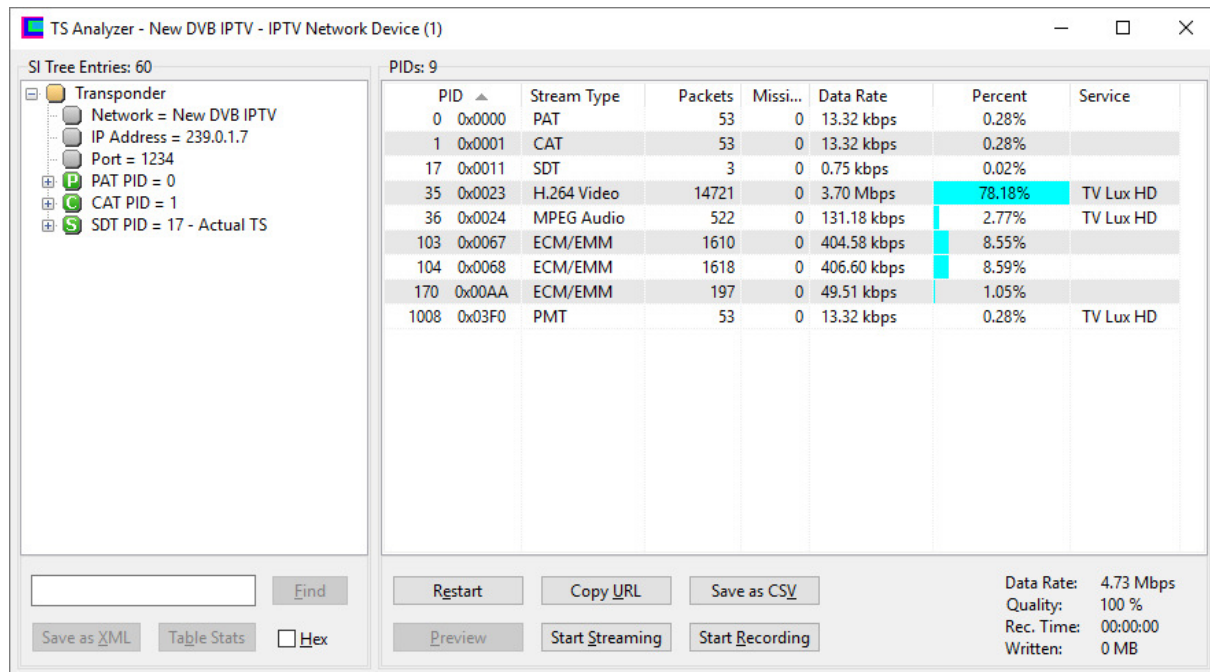 TS Analyzer - New DVB IPTV - IPTV Network Device (1)
SI Tree Entries: 60
Transponder
Network = New DVB IPTV
IP Address = 239.0.1.7
Port = 1234
P PAT PID = 0
C CAT PID = 1
S SDT PID = 17 - Actual TS
Find
Save as XML Table Stats Hex
PIDs: 9
PID Stream Type Packets Missi... Data Rate Percent Service
0 0x0000 PAT 53 0 13.32 kbps 0.28%
1 0x0001 CAT 53 0 13.32 kbps 0.28%
17 0x0011 SDT 3 0 0.75 kbps 0.02%
35 0x0023 H.264 Video 14721 0 3.70 Mbps 78.18% TV Lux HD
36 0x0024 MPEG Audio 522 0 131.18 kbps 2.77% TV Lux HD
103 0x0067 ECM/EMM 1610 0 404.58 kbps 8.55%
104 0x0068 ECM/EMM 1618 0 406.60 kbps 8.59%
170 0x00AA ECM/EMM 197 0 49.51 kbps 1.05%
1008 0x03F0 PMT 53 0 13.32 kbps 0.28% TV Lux HD
Restart Copy URL Save as CSV
Preview Start Streaming Start Recording
Data Rate: 4.73 Mbps
Quality: 100 %
Rec. Time: 00:00:00
Written: 0 MB